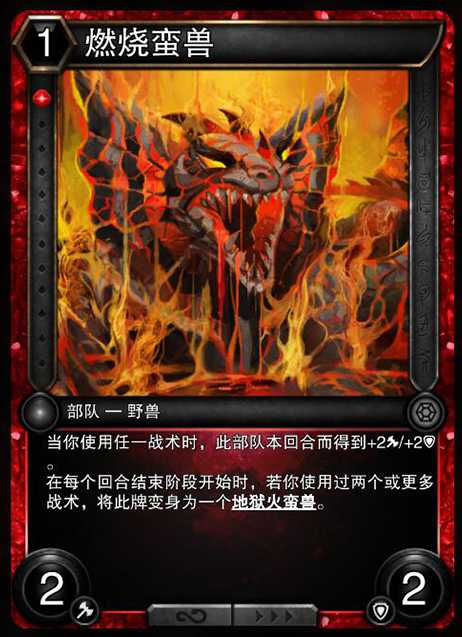 1 燃烧蛮兽
部队 — 野兽
当你使用任一战术时，此部队本回合而得到+2/+2
。
在每个回合结束阶段开始时，若你使用过两个或更多
战术，将此牌变身为一个地狱火蛮兽。
2 2